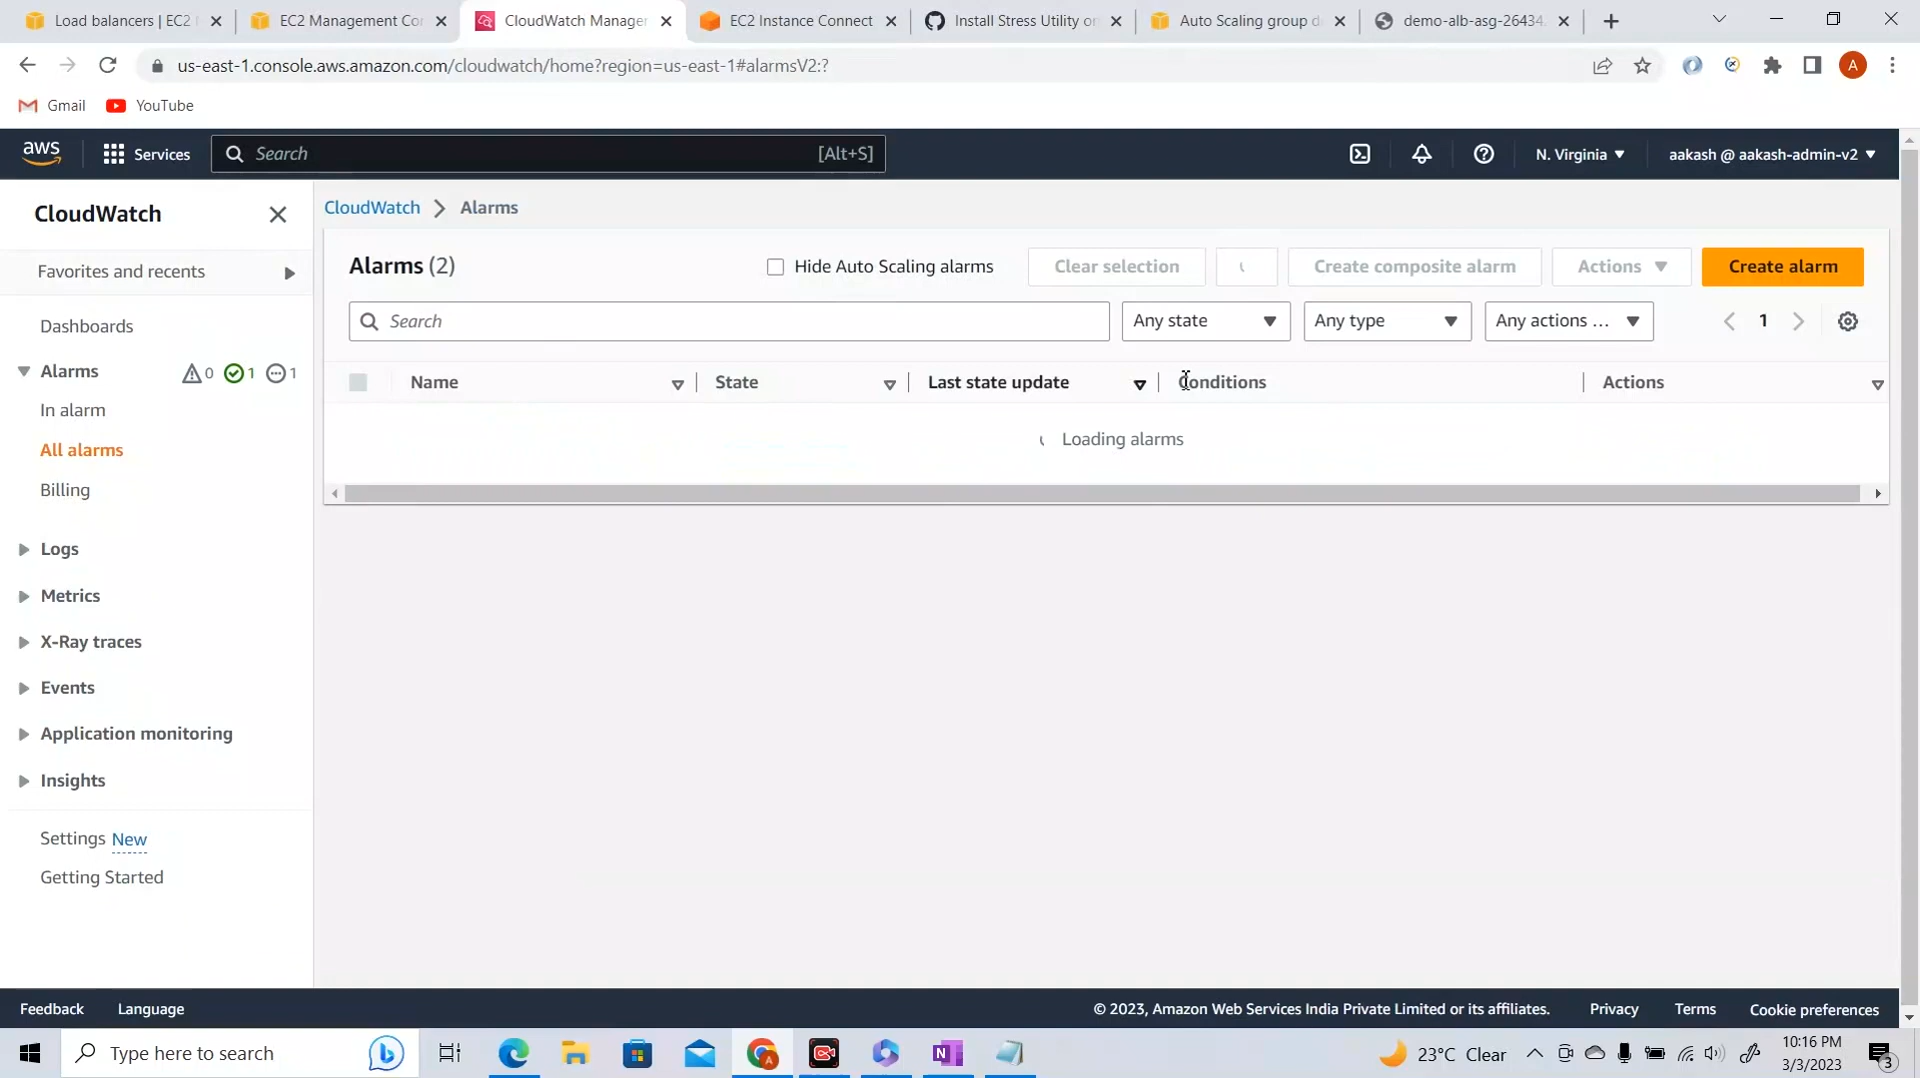 Load balancers | EC2
EC2 Management Co
CloudWatch Manage
EC2 Instance Connect
Install Stress Utility o
Auto Scaling group d
demo-alb-asg-26434.
us-east-1.console.aws.amazon.com/cloudwatch/home?region=us-east-1#alarmsV2:?
A
Gmail
YouTube
aws
Services
Search
[Alt+S]
N. Virginia
aakash @ aakash-admin-v2
CloudWatch
Favorites and recents
Dashboards
Alarms
0
1
1
In alarm
All alarms
Billing
Logs
Metrics
X-Ray traces
Events
Application monitoring
Insights
Settings New
Getting Started
CloudWatch
Alarms
Alarms (2)
Hide Auto Scaling alarms
Clear selection
Create composite alarm
Actions
Create alarm
Search
Any state
Any type
Any actions ...
1
Name
State
Last state update
Conditions
Actions
Loading alarms
Feedback
Language
© 2023, Amazon Web Services India Private Limited or its affiliates.
Privacy
Terms
Cookie preferences
Type here to search
23°C Clear
10:16 PM
3/3/2023
3